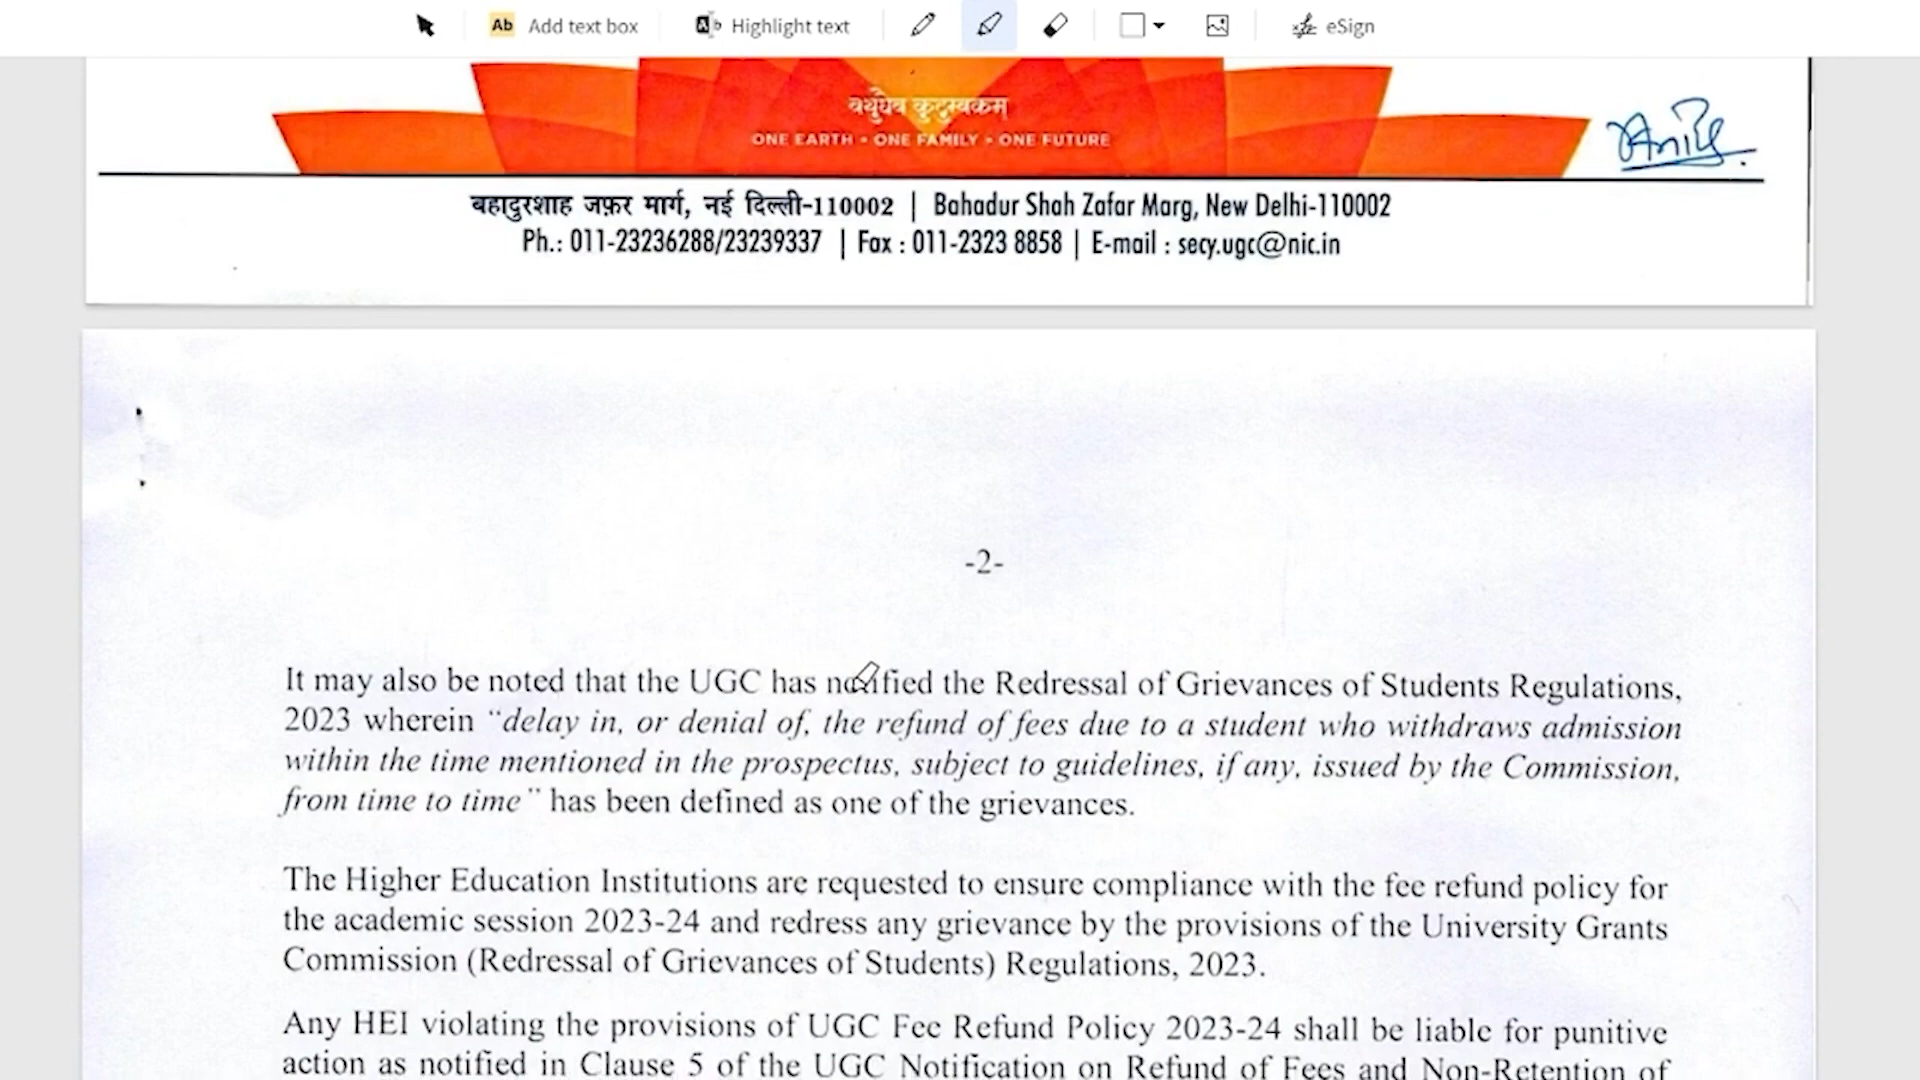 Ab Add text box Ab Highlight text eSign
वसुधैव कुटुम्बकम्
ONE EARTH • ONE FAMILY • ONE FUTURE
बहादुरशाह जफ़र मार्ग, नई दिल्ली-110002 | Bahadur Shah Zafar Marg, New Delhi-110002
Ph.: 011-23236288/23239337 | Fax : 011-2323 8858 | E-mail : secy.ugc@nic.in
-2-
It may also be noted that the UGC has notified the Redressal of Grievances of Students Regulations,
2023 wherein “delay in, or denial of, the refund of fees due to a student who withdraws admission
within the time mentioned in the prospectus, subject to guidelines, if any, issued by the Commission,
from time to time” has been defined as one of the grievances.
The Higher Education Institutions are requested to ensure compliance with the fee refund policy for
the academic session 2023-24 and redress any grievance by the provisions of the University Grants
Commission (Redressal of Grievances of Students) Regulations, 2023.
Any HEI violating the provisions of UGC Fee Refund Policy 2023-24 shall be liable for punitive
action as notified in Clause 5 of the UGC Notification on Refund of Fees and Non-Retention of